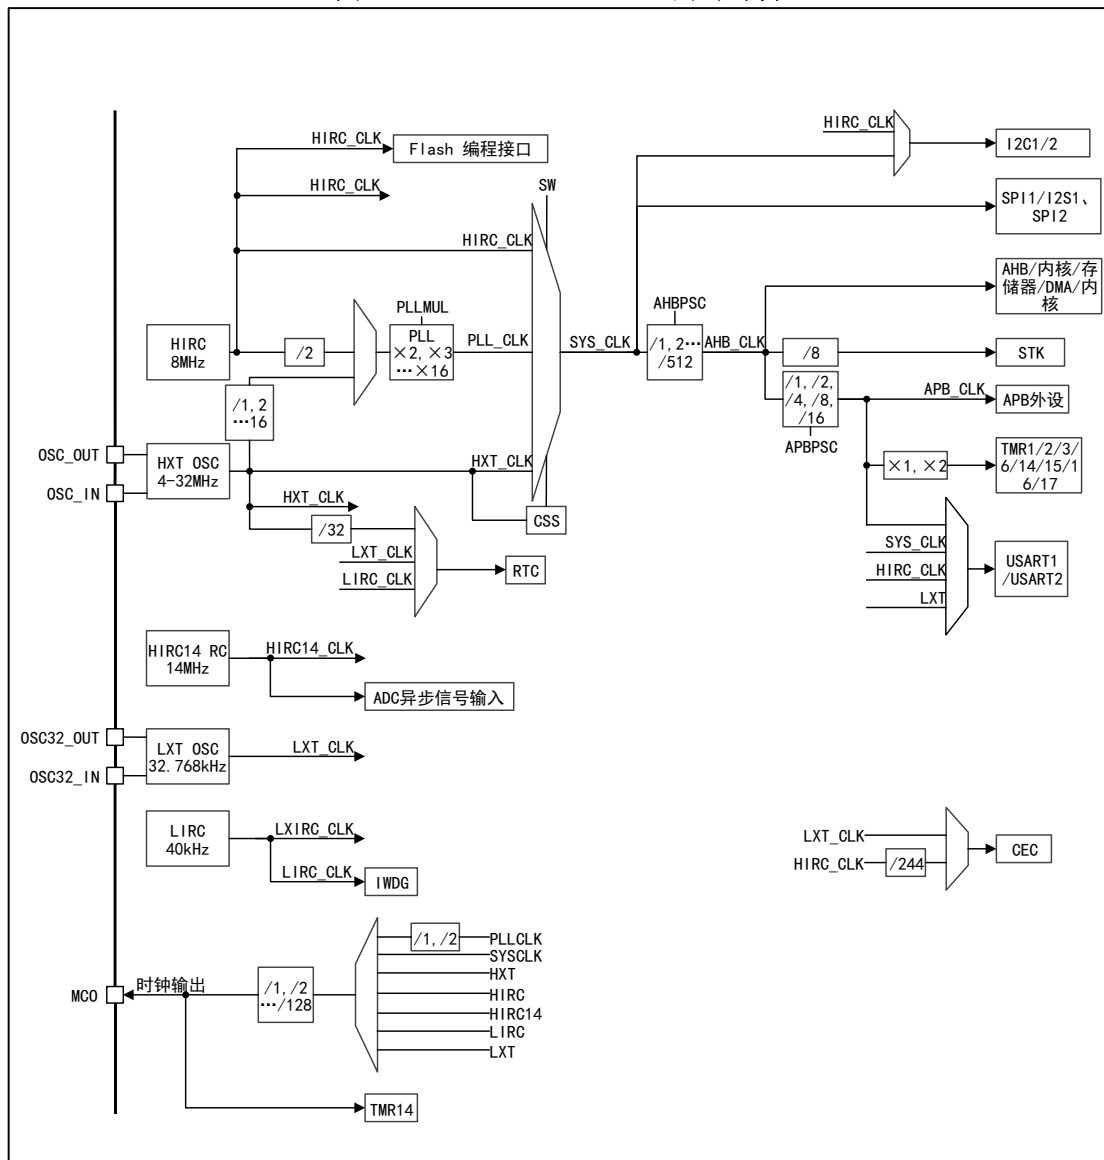 HIRC_CLK
Flash 编程接口
HIRC_CLK
HIRC_CLK
I2C1/2
SW
SPI1/I2S1、
SPI2
HIRC_CLK
AHB/内核/存
储器/DMA/内
核
HIRC
8MHz
/2
PLLMUL
PLL
×2, ×3
…×16
PLL_CLK
SYS_CLK
AHBPSC
/1, 2…
/512
AHB_CLK
/8
STK
/1, 2
…16
/1, /2,
/4, /8,
/16
APBPSC
APB_CLK
APB外设
OSC_OUT
OSC_IN
HXT OSC
4-32MHz
HXT_CLK
CSS
×1, ×2
TMR1/2/3/
6/14/15/1
6/17
HXT_CLK
/32
LXT_CLK
LIRC_CLK
RTC
SYS_CLK
HIRC_CLK
LXT
USART1
/USART2
HIRC14 RC
14MHz
HIRC14_CLK
ADC异步信号输入
OSC32_OUT
OSC32_IN
LXT OSC
32.768kHz
LXT_CLK
LIRC
40kHz
LXIRC_CLK
LIRC_CLK
IWDG
LXT_CLK
HIRC_CLK
/244
CEC
MCO
时钟输出
/1, /2
…/128
/1, /2
PLLCLK
SYSCLK
HXT
HIRC
HIRC14
LIRC
LXT
TMR14